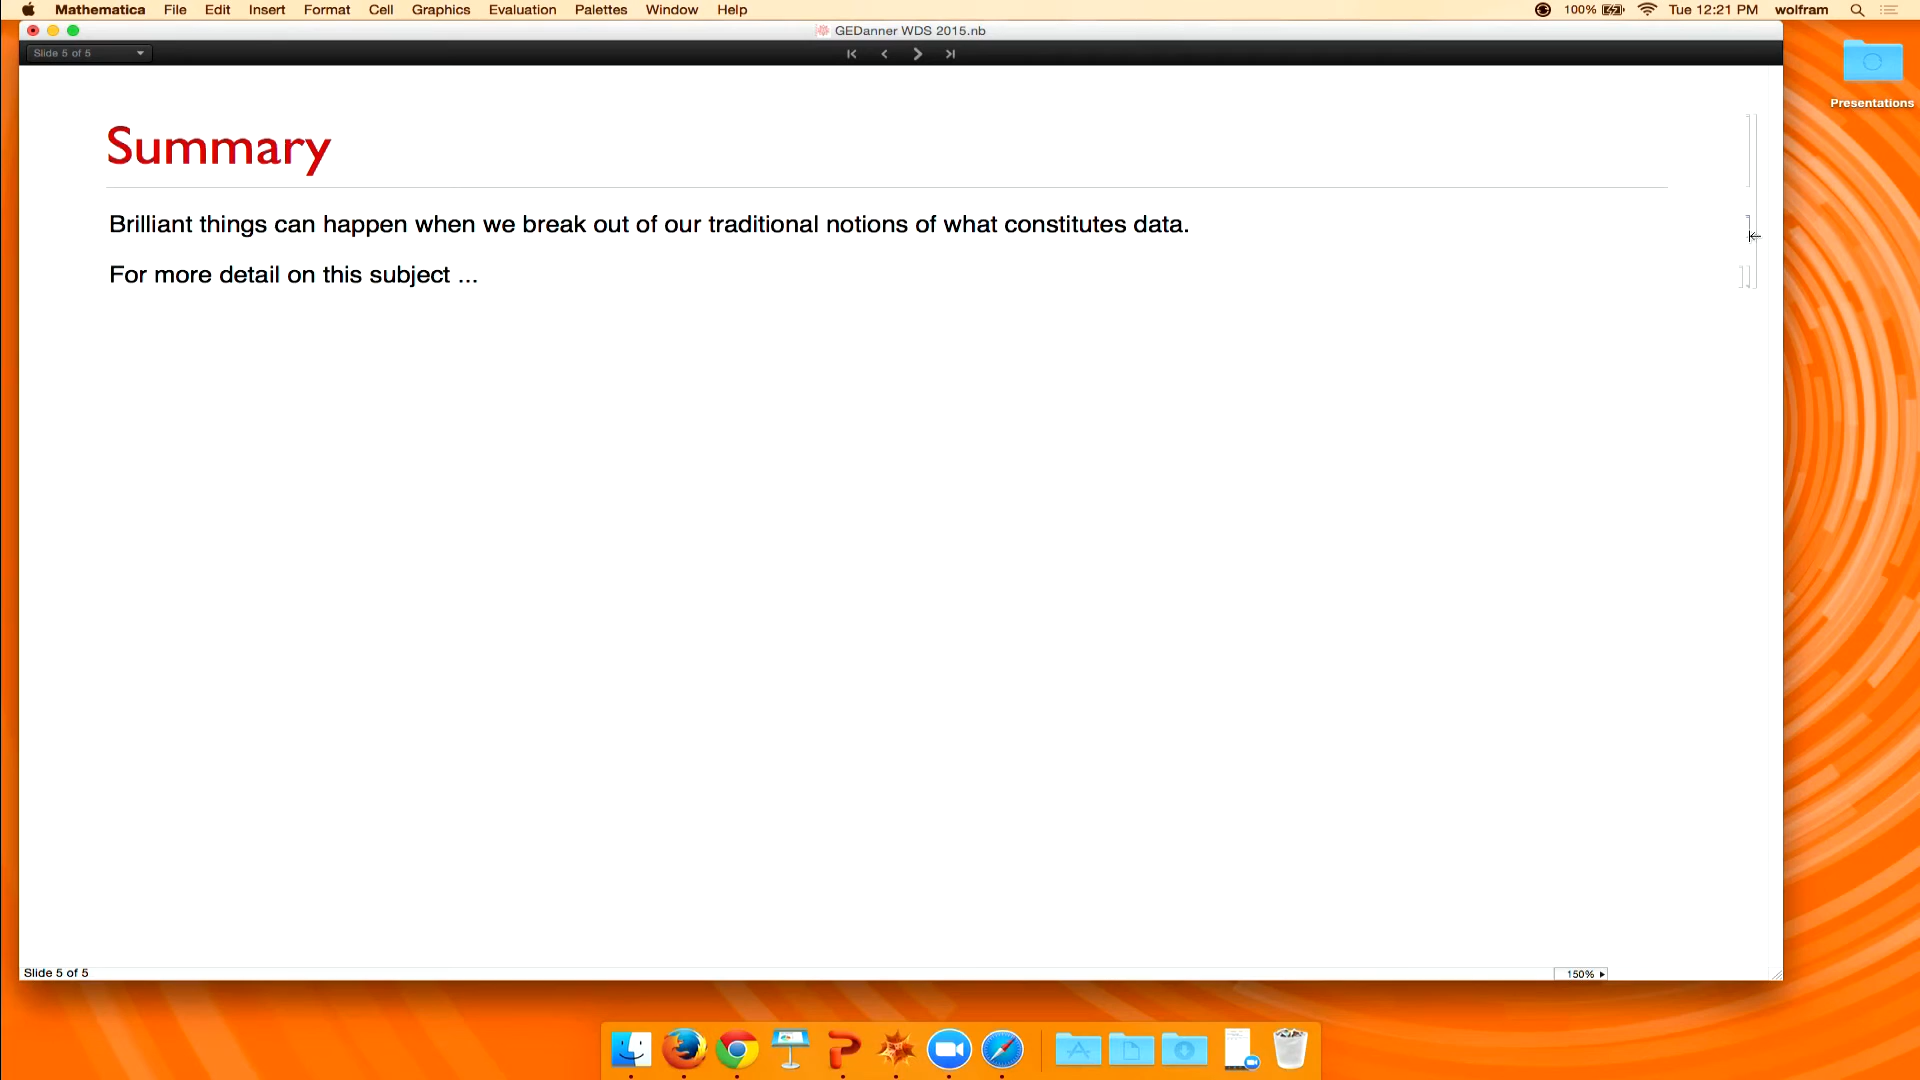 Mathematica File Edit Insert Format Cell Graphics Evaluation Palettes Window Help 100% Tue 12:21 PM wolfram
GEDanner WDS 2015.nb
Slide 5 of 5
Presentations
Summary
Brilliant things can happen when we break out of our traditional notions of what constitutes data.
For more detail on this subject ...
Slide 5 of 5 150%